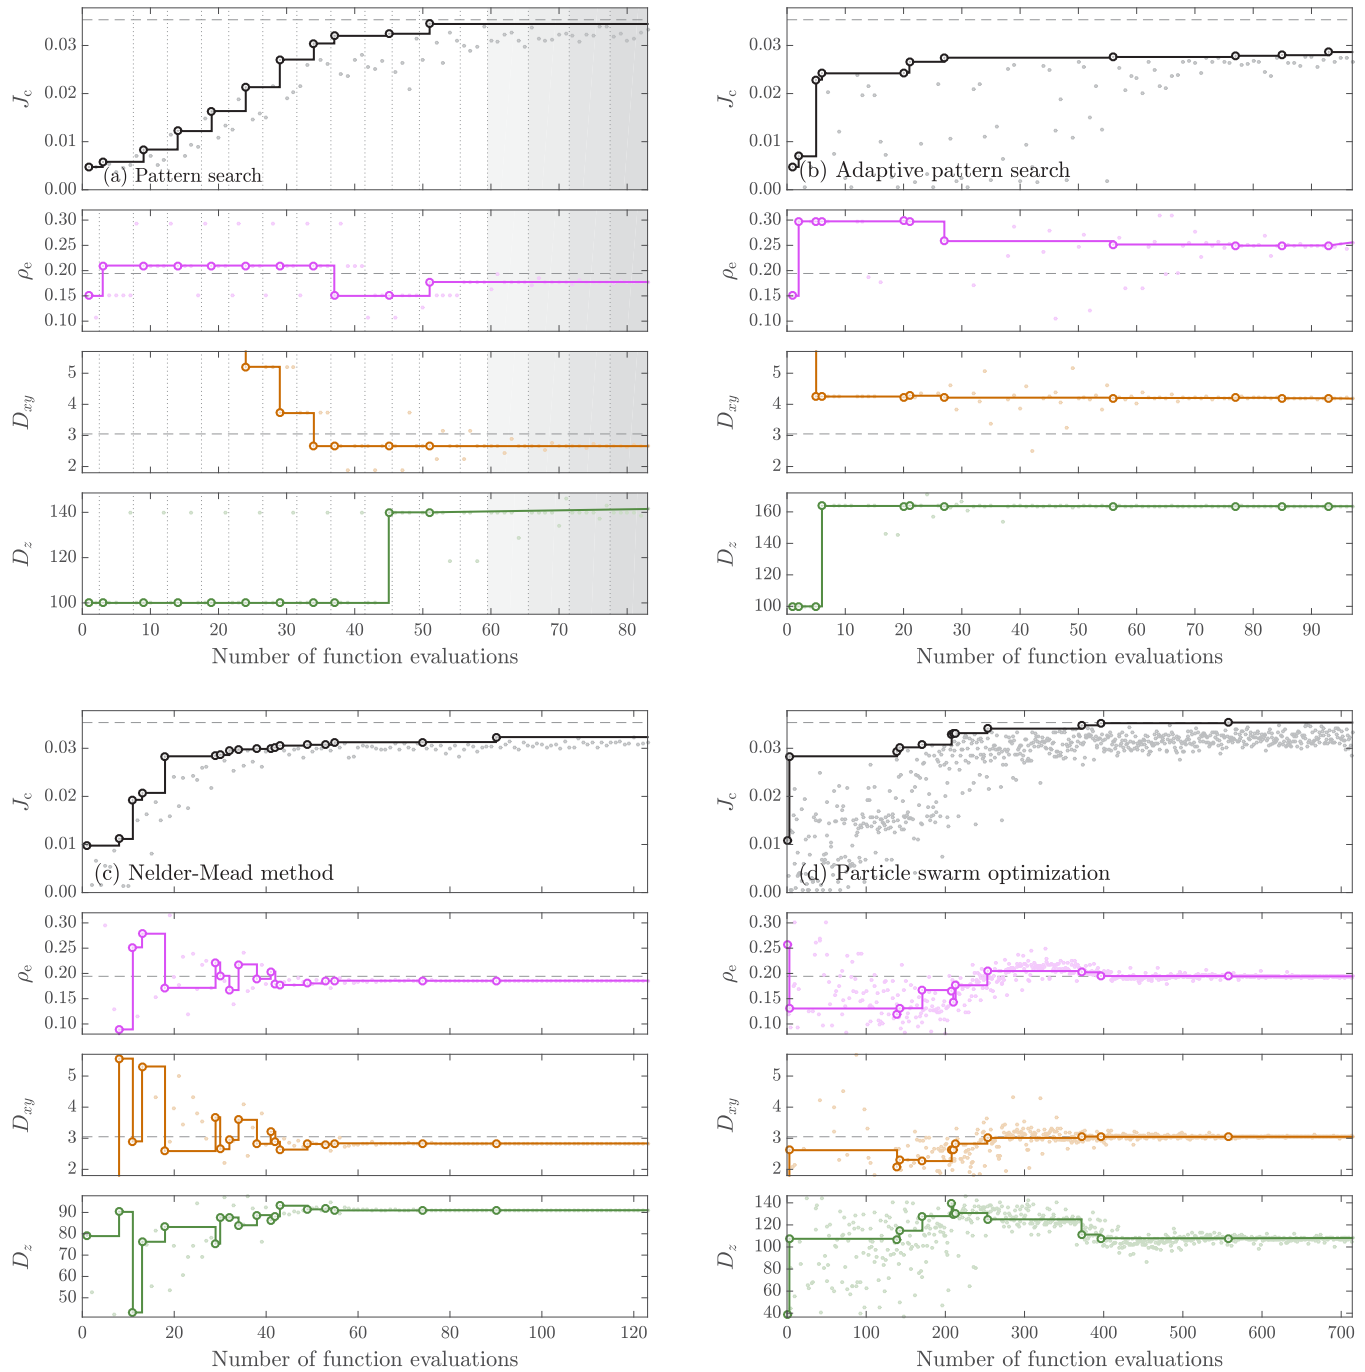 0.03
0.02
0.01
0.00
J_c
(a) Pattern search
0.30
0.25
0.20
0.15
0.10
ρ_e
5
4
3
2
D_xy
140
120
100
D_z
0 10 20 30 40 50 60 70 80
Number of function evaluations
0.03
0.02
0.01
0.00
J_c
(b) Adaptive pattern search
0.30
0.25
0.20
0.15
0.10
ρ_e
5
4
3
2
D_xy
160
140
120
100
D_z
0 10 20 30 40 50 60 70 80 90
Number of function evaluations
0.03
0.02
0.01
0.00
J_c
(c) Nelder-Mead method
0.30
0.25
0.20
0.15
0.10
ρ_e
5
4
3
2
D_xy
90
80
70
60
50
D_z
0 20 40 60 80 100 120
Number of function evaluations
0.03
0.02
0.01
0.00
J_c
(d) Particle swarm optimization
0.30
0.25
0.20
0.15
0.10
ρ_e
5
4
3
2
D_xy
140
120
100
80
60
40
D_z
0 100 200 300 400 500 600 700
Number of function evaluations